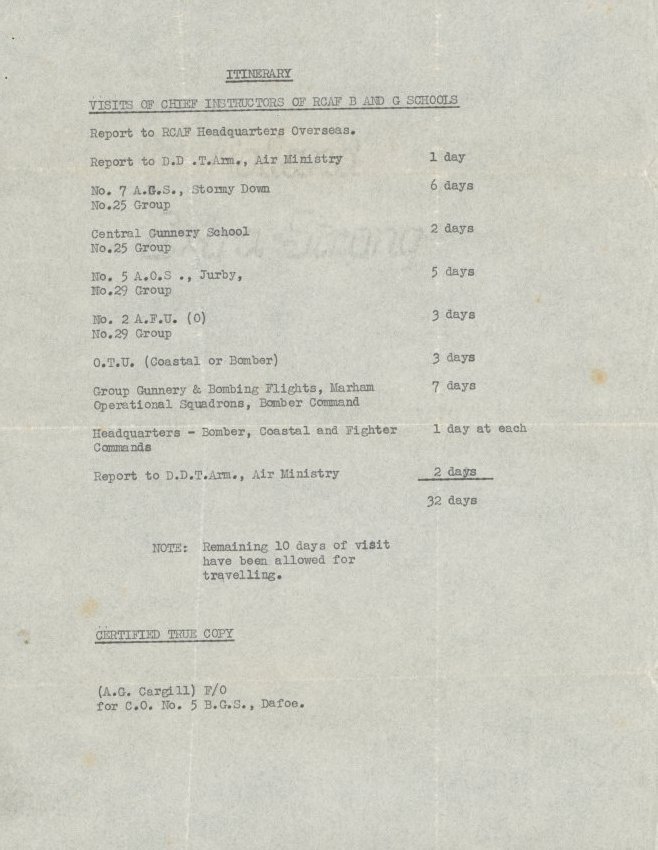 ITINERARY
VISITS OF CHIEF INSTRUCTORS OF RCAF B AND G SCHOOLS
Report to RCAF Headquarters Overseas.
Report to D.D .T.Arm., Air Ministry 1 day
No. 7 A.G.S., Stormy Down 6 days
No.25 Group
Central Gunnery School 2 days
No.25 Group
No. 5 A.O.S ., Jurby, 5 days
No.29 Group
No. 2 A.F.U. (O) 3 days
No.29 Group
O.T.U. (Coastal or Bomber) 3 days
Group Gunnery & Bombing Flights, Marham 7 days
Operational Squadrons, Bomber Command
Headquarters - Bomber, Coastal and Fighter 1 day at each
Commands
Report to D.D.T.Arm., Air Ministry 2 days
32 days
NOTE: Remaining 10 days of visit
have been allowed for
travelling.
CERTIFIED TRUE COPY
(A.G. Cargill) F/O
for C.O. No. 5 B.G.S., Dafoe.